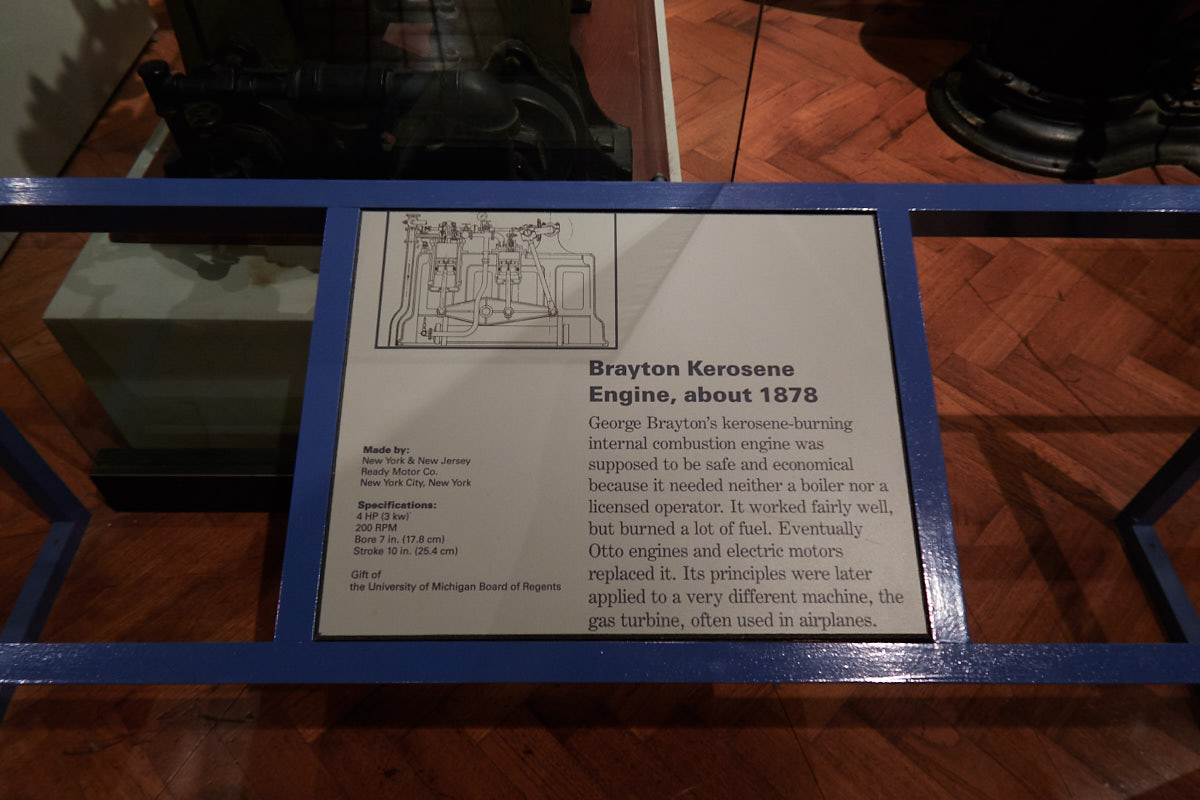 Brayton Kerosene
Engine, about 1878
George Brayton's kerosene-burning
internal combustion engine was
supposed to be safe and economical
because it needed neither a boiler nor a
licensed operator. It worked fairly well,
but burned a lot of fuel. Eventually
Otto engines and electric motors
replaced it. Its principles were later
applied to a very different machine, the
gas turbine, often used in airplanes.
Made by:
New York & New Jersey
Ready Motor Co.
New York City, New York
Specifications:
4 HP (3 kw)
200 RPM
Bore 7 in. (17.8 cm)
Stroke 10 in. (25.4 cm)
Gift of
the University of Michigan Board of Regents